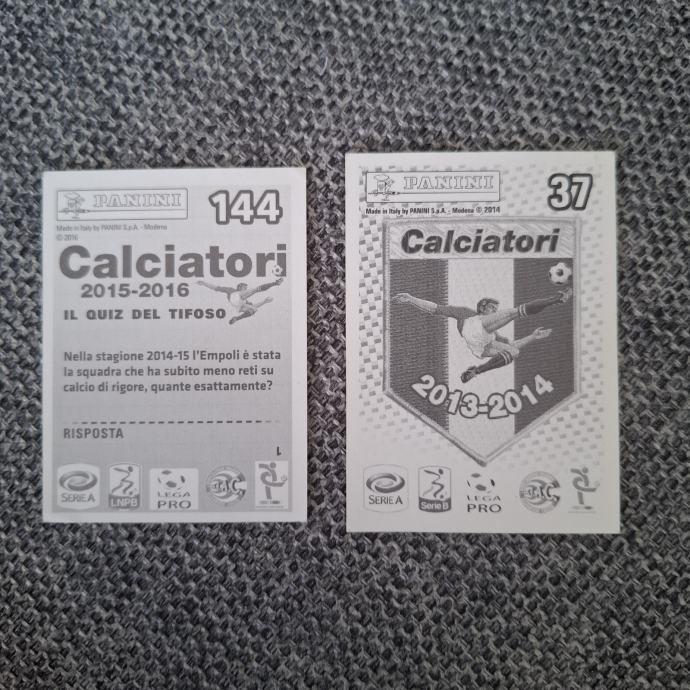 PANINI
144
Made in Italy by PANINI S.p.A. - Modena
© 2016
Calciatori
2015-2016
IL QUIZ DEL TIFOSO
Nella stagione 2014-15 l'Empoli è stata
la squadra che ha subito meno reti su
calcio di rigore, quante esattamente?
RISPOSTA
1
SERIE A
LNPB
LEGA
PRO
PANINI
37
Made in Italy by PANINI S.p.A. - Modena © 2014
Calciatori
2013-2014
SERIE A
Serie B
LEGA
PRO